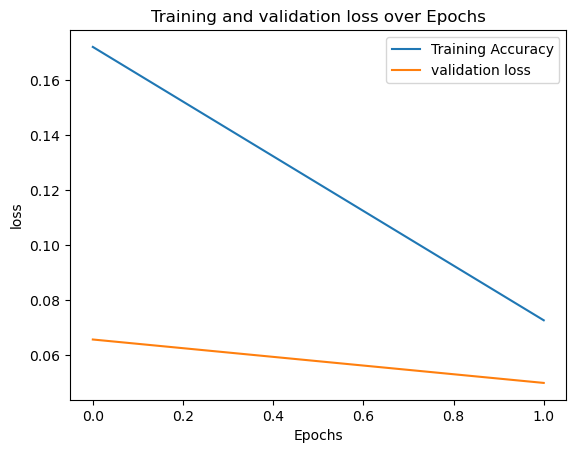 Training and validation loss over Epochs
Training Accuracy
validation loss
0.16
0.14
0.12
0.10
0.08
0.06
loss
0.0 0.2 0.4 0.6 0.8 1.0
Epochs